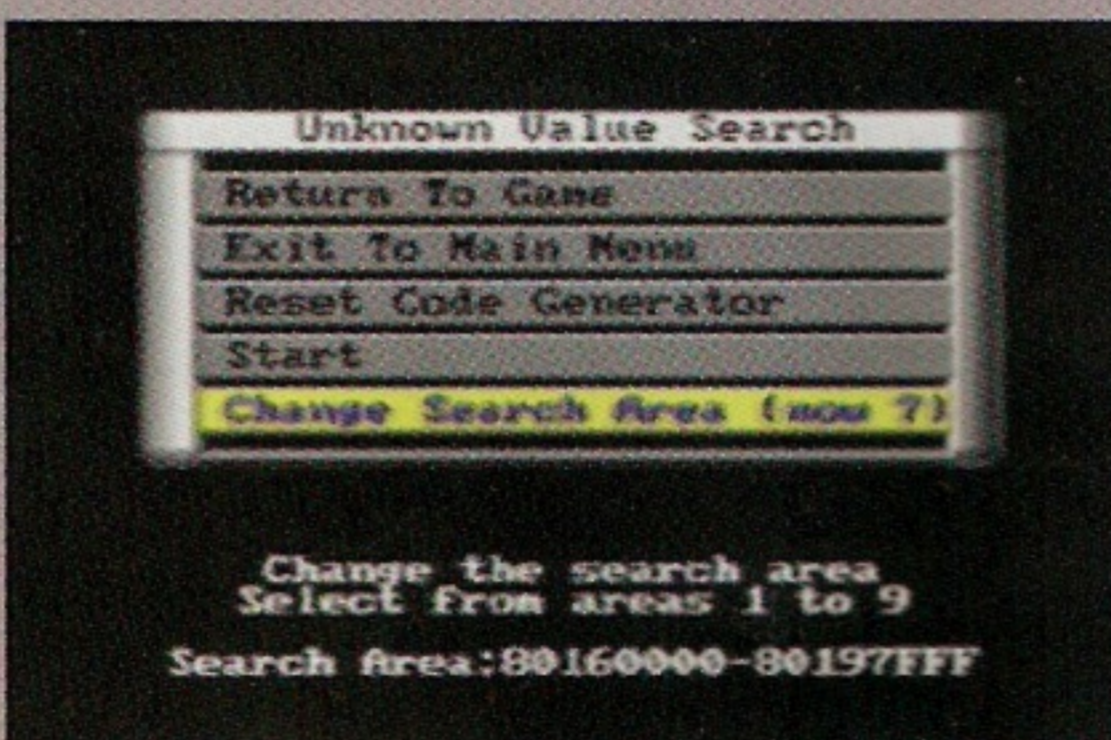 Unknown Value Search
Return To Game
Exit To Main Menu
Reset Code Generator
Start
Change Search Area (now 7)
Change the search area
Select from areas 1 to 9
Search Area:80160000-80197FFF